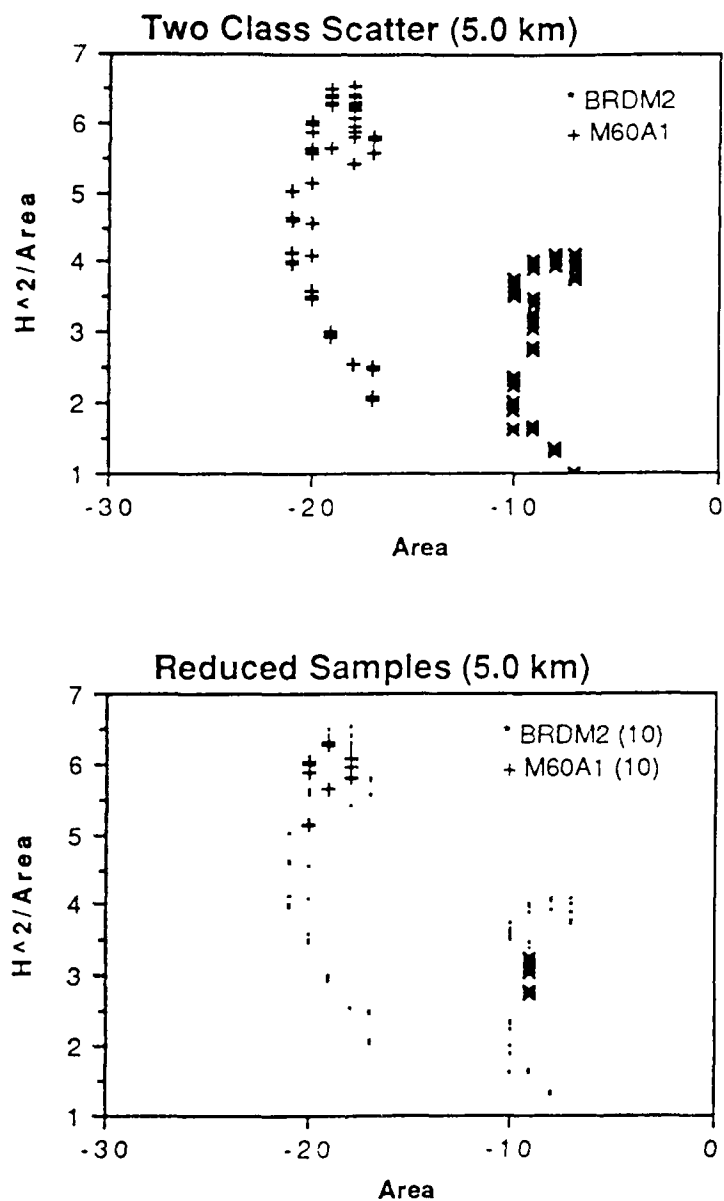 Two Class Scatter (5.0 km)
7
6
5
4
3
2
1
H^2/Area
* BRDM2
+ M60A1
-30
-20
-10
0
Area
Reduced Samples (5.0 km)
7
6
5
4
3
2
1
H^2/Area
* BRDM2 (10)
+ M60A1 (10)
-30
-20
-10
0
Area